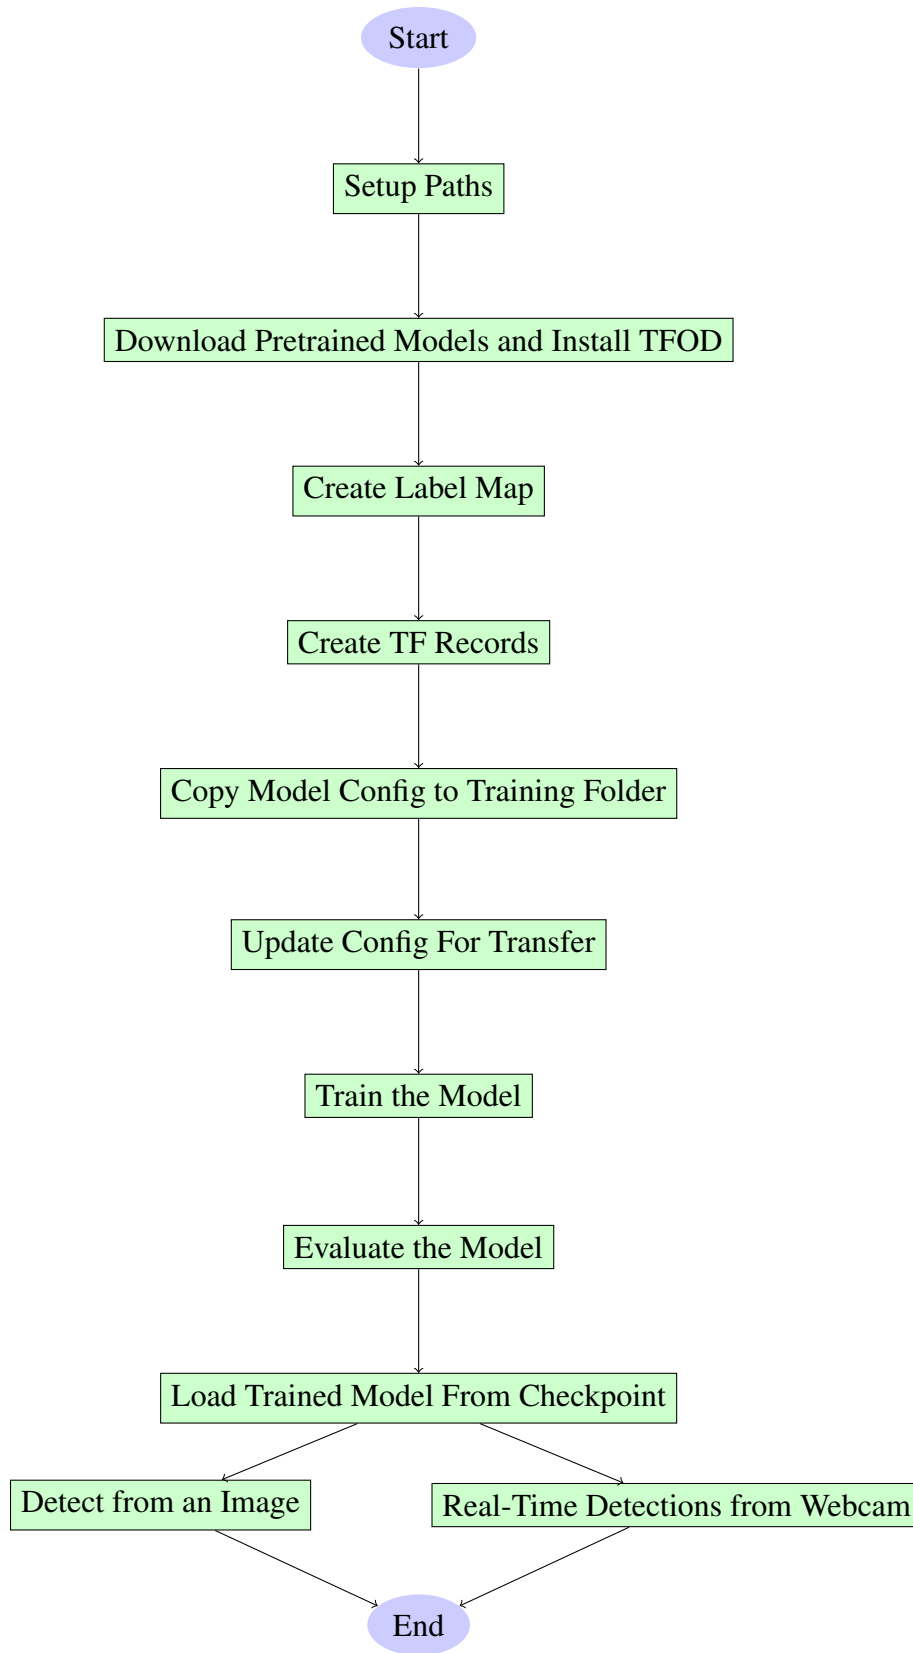 Start
Setup Paths
Download Pretrained Models and Install TFOD
Create Label Map
Create TF Records
Copy Model Config to Training Folder
Update Config For Transfer
Train the Model
Evaluate the Model
Load Trained Model From Checkpoint
Detect from an Image
Real-Time Detections from Webcam
End